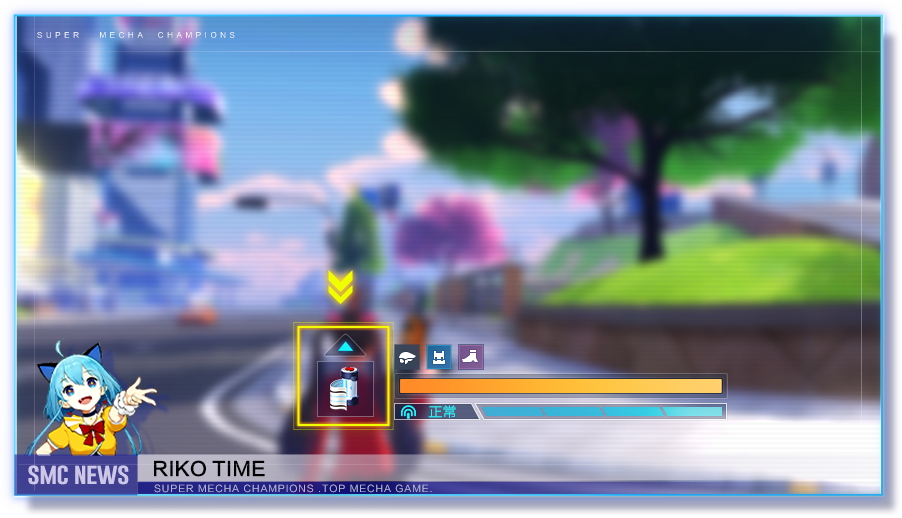 SUPER MECHA CHAMPIONS
正常
SMC NEWS
RIKO TIME
SUPER MECHA CHAMPIONS .TOP MECHA GAME.